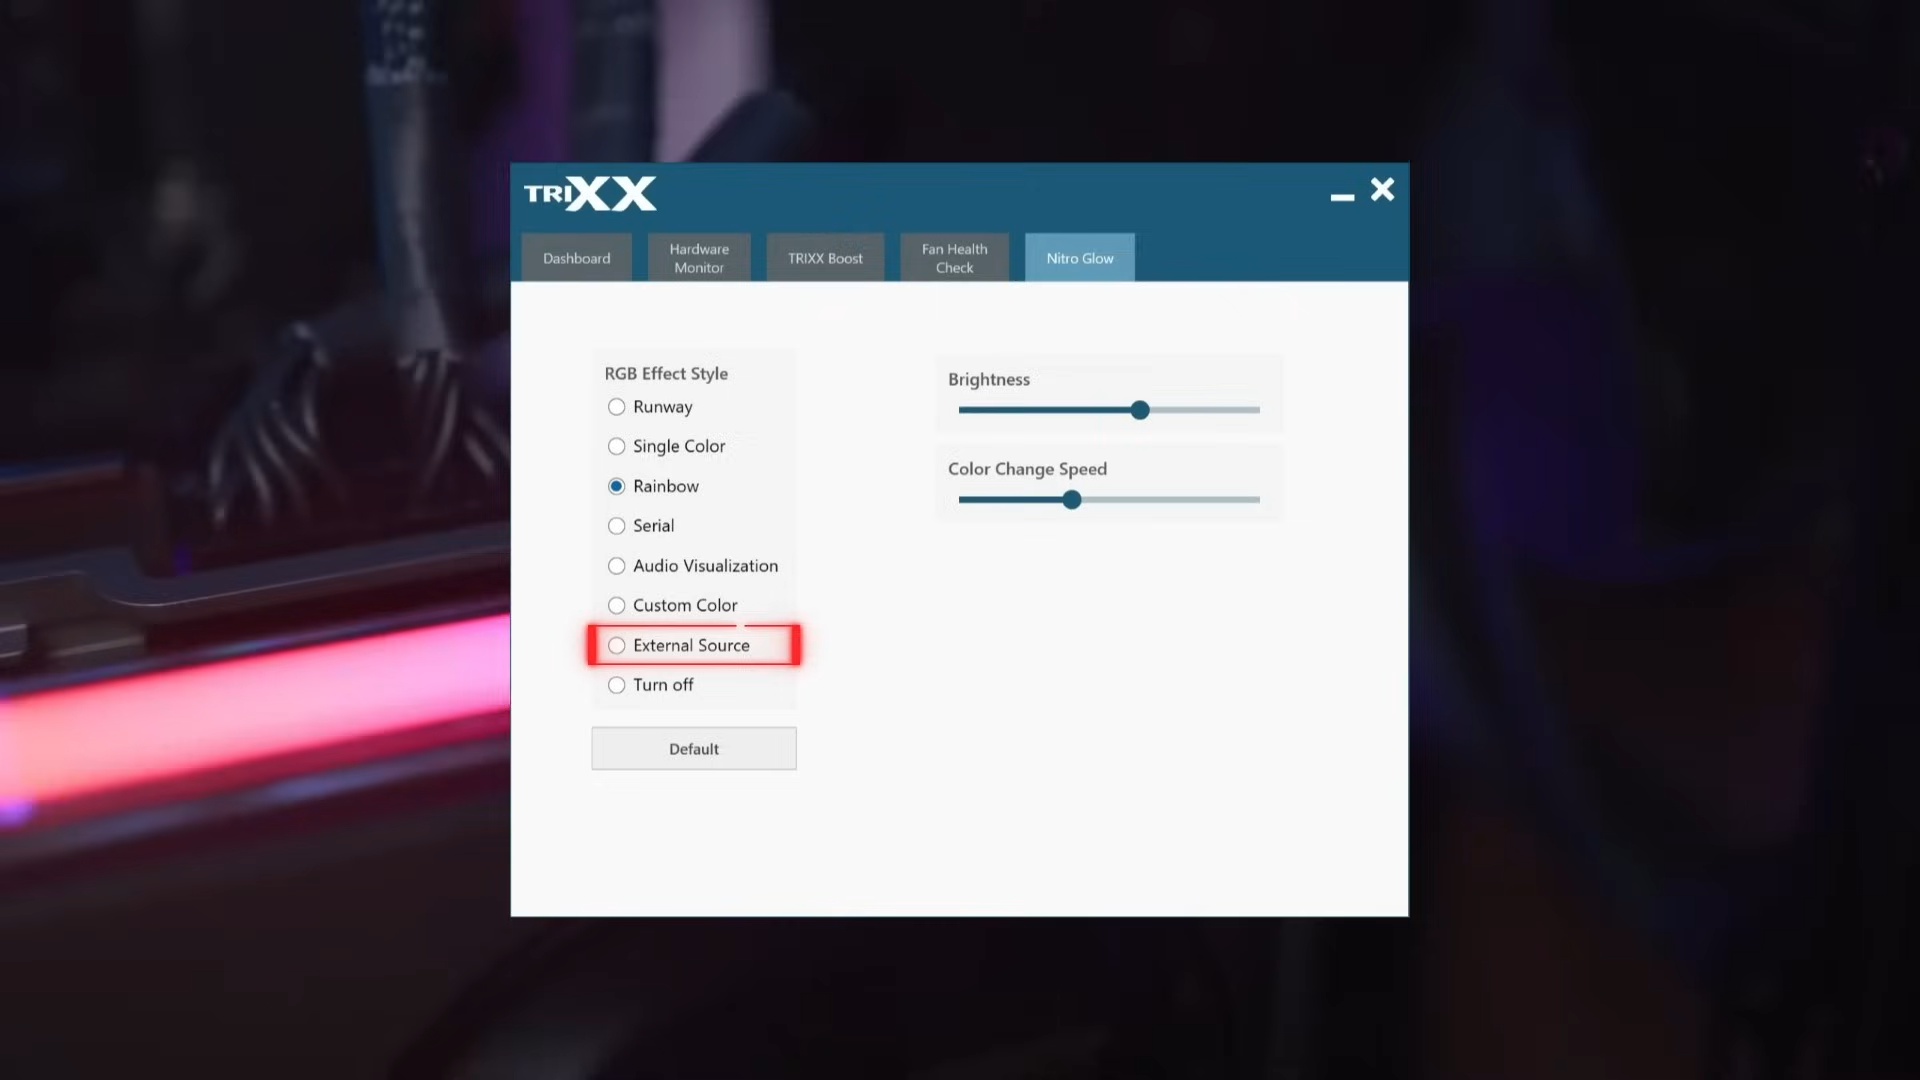 TRIXX
Dashboard
Hardware
Monitor
TRIXX Boost
Fan Health
Check
Nitro Glow
RGB Effect Style
Runway
Single Color
Rainbow
Serial
Audio Visualization
Custom Color
External Source
Turn off
Default
Brightness
Color Change Speed